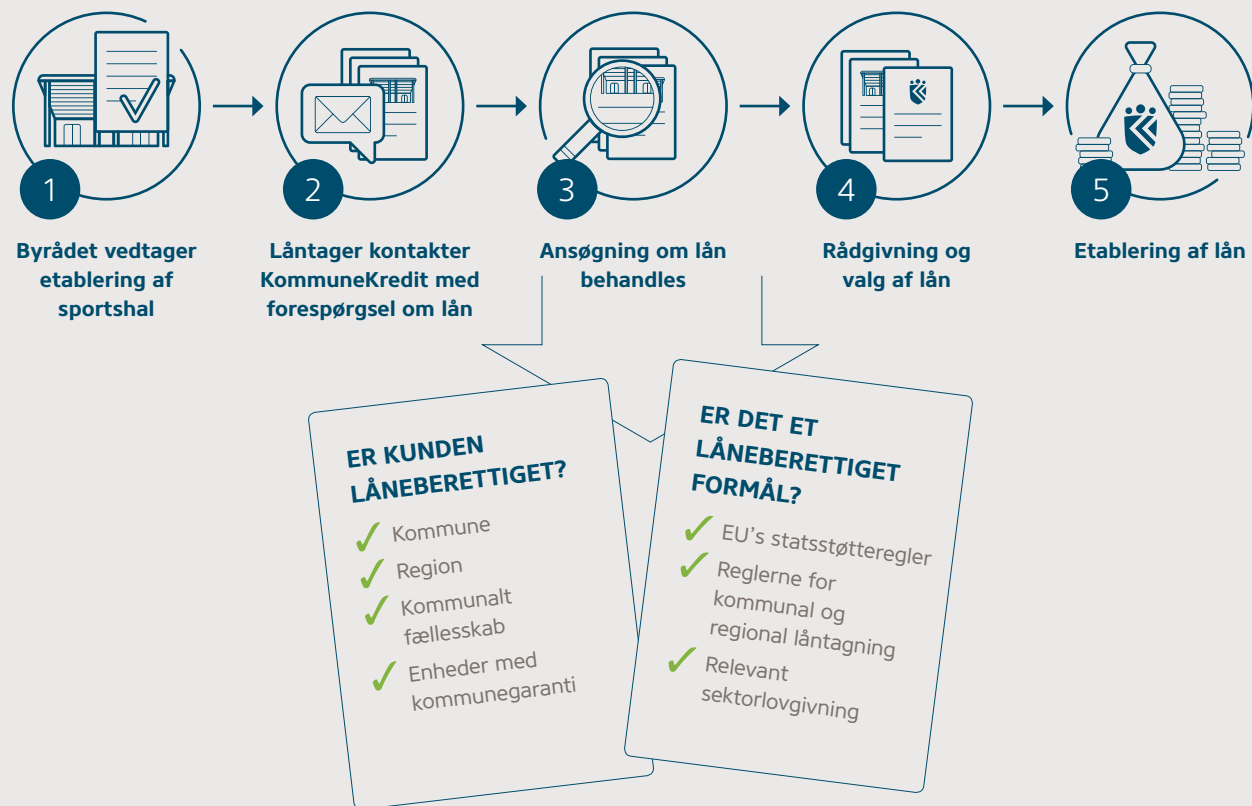 1
Byrådet vedtager
etablering af
sportshal
2
Låntager kontakter
KommuneKredit med
forespørgsel om lån
3
Ansøgning om lån
behandles
4
Rådgivning og
valg af lån
5
Etablering af lån
ER KUNDEN
LÅNEBERETTIGET?
Kommune
Region
Kommunalt
fællesskab
Enheder med
kommunegaranti
ER DET ET
LÅNEBERETTIGET
FORMÅL?
EU's statsstøtteregler
Reglerne for
kommunal og
regional låntagning
Relevant
sektorlovgivning